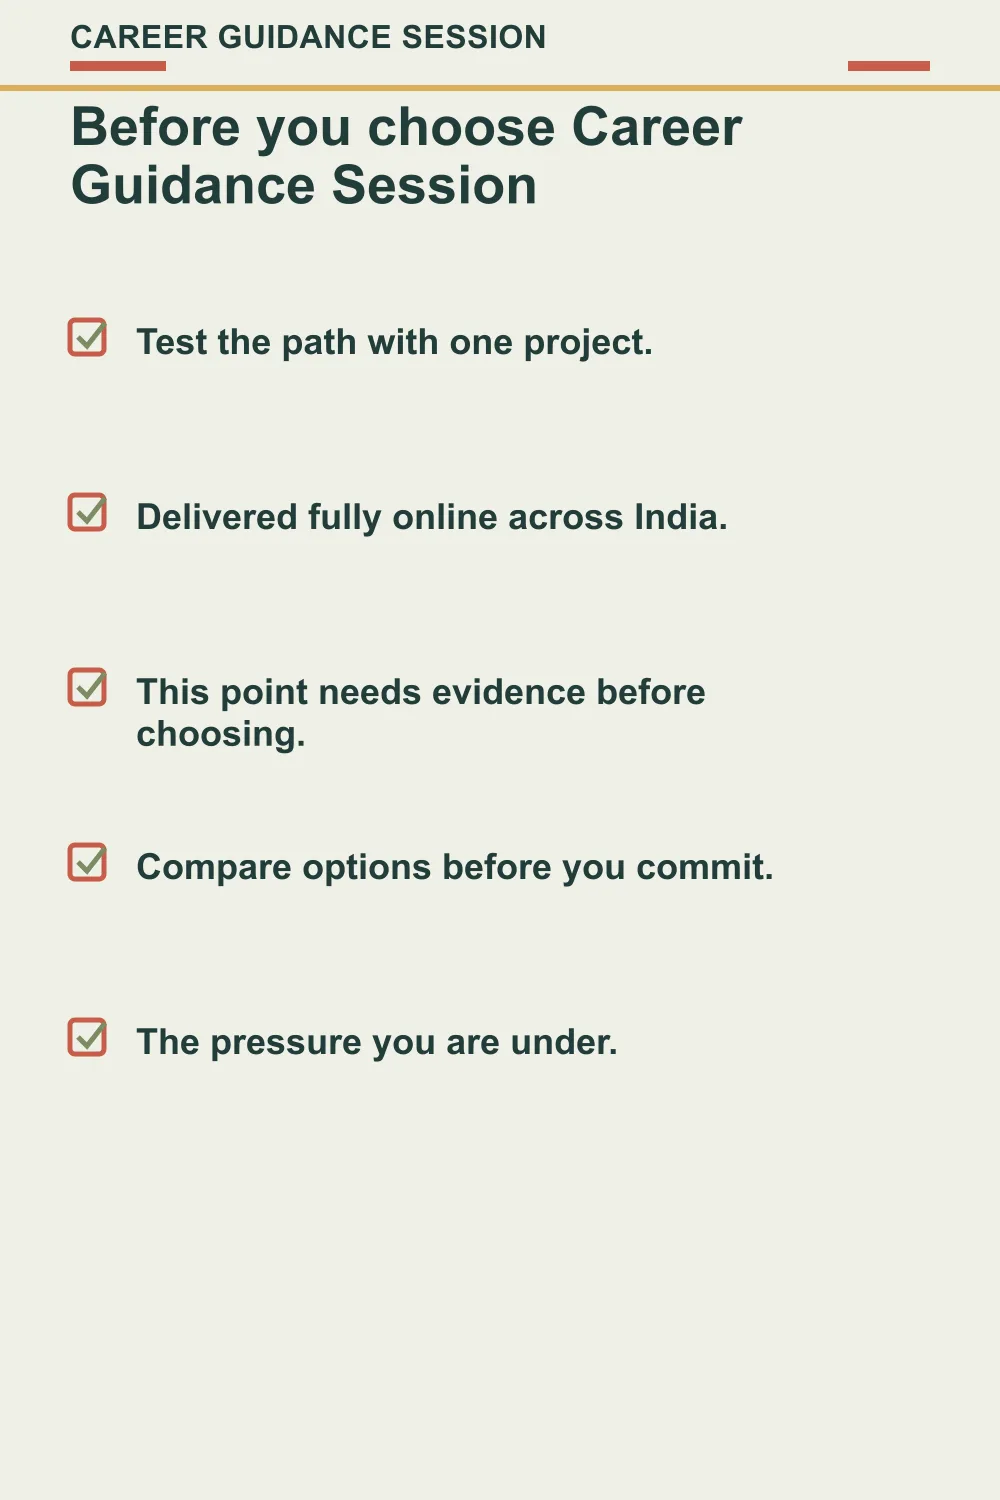 CAREER GUIDANCE SESSION
Before you choose Career
Guidance Session
Test the path with one project.
Delivered fully online across India.
This point needs evidence before
choosing.
Compare options before you commit.
The pressure you are under.